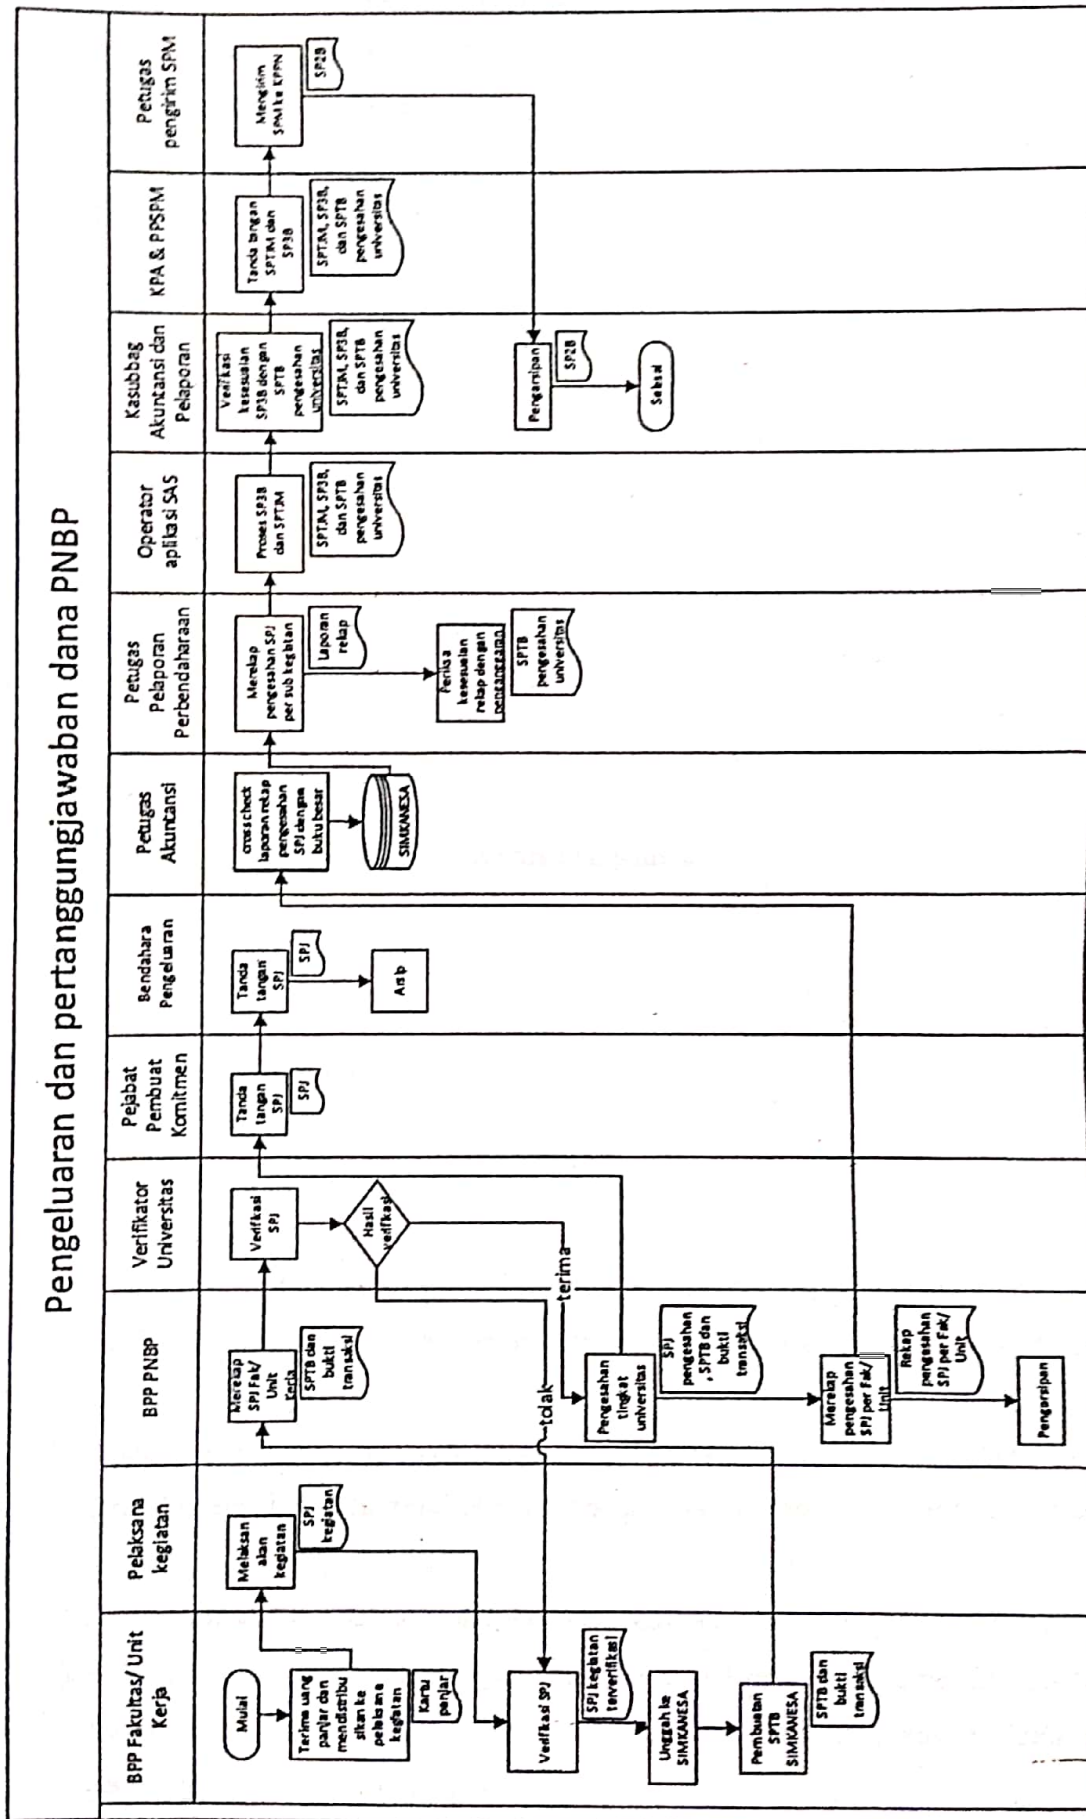 Pengeluaran dan pertanggungjawaban dana PNBP
BPP Fakultas/ Unit
Kerja
Pelaksana
kegiatan
BPP PNBP
Verifikator
Universitas
Pejabat
Pembuat
Komitmen
Bendahara
Pengeluaran
Petugas
Akuntansi
Petugas
Pelaporan
Perbendaharaan
Operator
aplikasi SAS
Kasubbag
Akuntansi dan
Pelaporan
KPA & PPSPM
Petugas
pengirim SPM
Mulai
Terima uang
panjar dan
mendistribu
sikan ke
pelaksana
kegiatan
Kartu
panjar
Verifikasi SPJ
SPJ kegiatan
terverifikasi
Unggah ke
SIMKANESA
Pembuatan
SPTB
SIMKANESA
SPTB dan
bukti
transaksi
Melaksan
akan
kegiatan
SPJ
kegiatan
Merekap
SPJ Fak/
Unit
Kerja
SPTB dan
bukti
transaksi
tolak
terima
Pengesahan
tingkat
universitas
SPJ
pengesahan
, SPTB dan
bukti
transaksi
Merekap
pengesahan
SPJ per Fak/
Unit
Rekap
pengesahan
SPJ per Fak/
Unit
Pengarsipan
Verifikasi
SPJ
Hasil
verifikasi
Tanda
tangan
SPJ
SPJ
Tanda
tangan
SPJ
SPJ
Arsip
cross check
laporan rekap
pengesahan
SPJ dengan
buku besar
SIMKANESA
Merekap
pengesahan SPJ
per sub kegiatan
Laporan
rekap
Periksa
kesesuaian
rekap dengan
penganggaran
SPTB
pengesahan
universitas
Proses SP3B
dan SPTJM
SPTJM, SP3B,
dan SPTB
pengesahan
universitas
Verifikasi
kesesuaian
SP3B dengan
SPTB
pengesahan
universitas
SPTJM, SP3B,
dan SPTB
pengesahan
universitas
Pengarsipan
SP2B
Selesai
Tanda tangan
SPTJM dan
SP3B
SPTJM, SP3B,
dan SPTB
pengesahan
universitas
Mengirim
SPM ke KPPN
SP2B